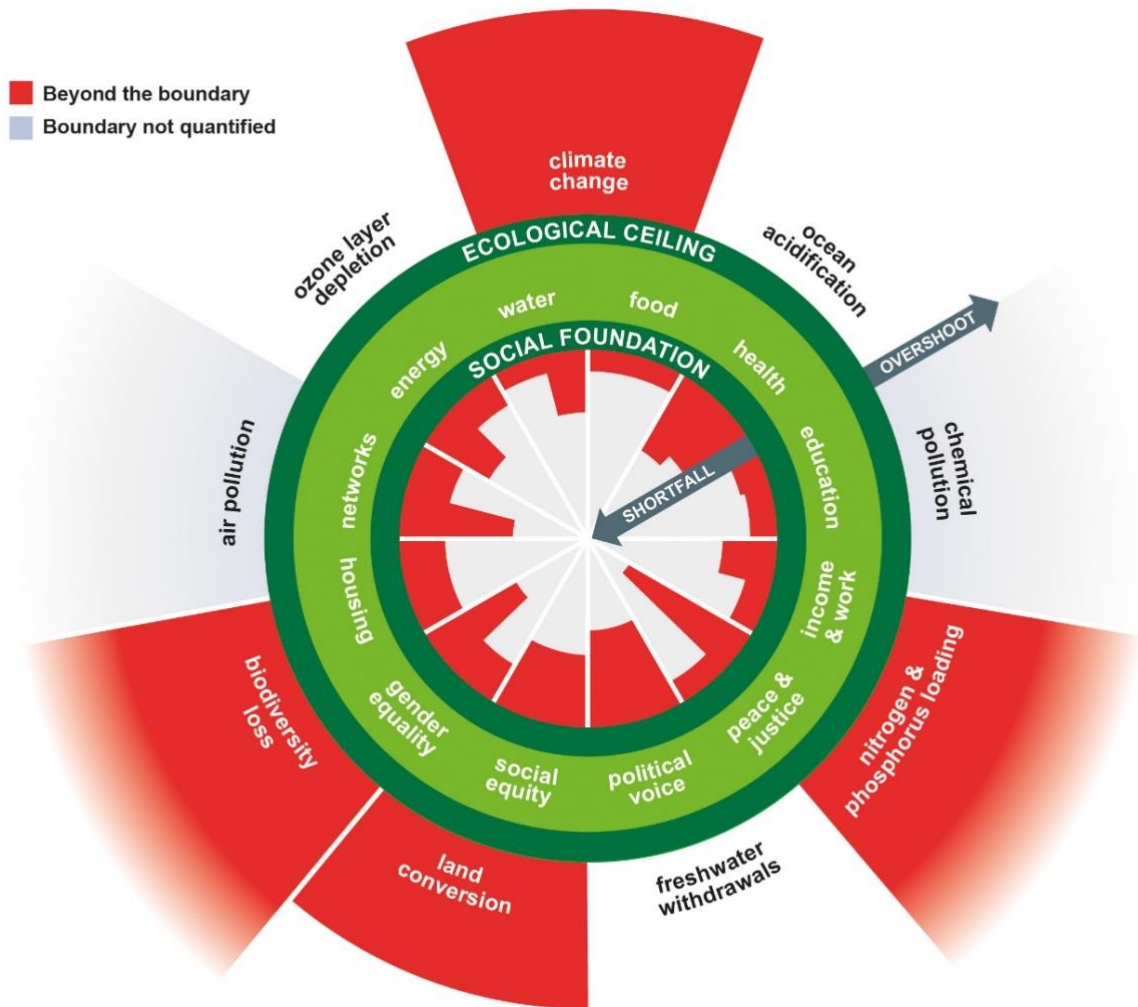 Beyond the boundary
Boundary not quantified
climate
change
ECOLOGICAL CEILING
ozone layer
depletion
ocean
acidification
water
food
energy
health
SOCIAL FOUNDATION
OVERSHOOT
SHORTFALL
networks
education
air pollution
chemical
pollution
housing
income
& work
biodiversity
loss
gender
equality
social
equity
political
voice
peace &
justice
nitrogen &
phosphorus loading
land
conversion
freshwater
withdrawals